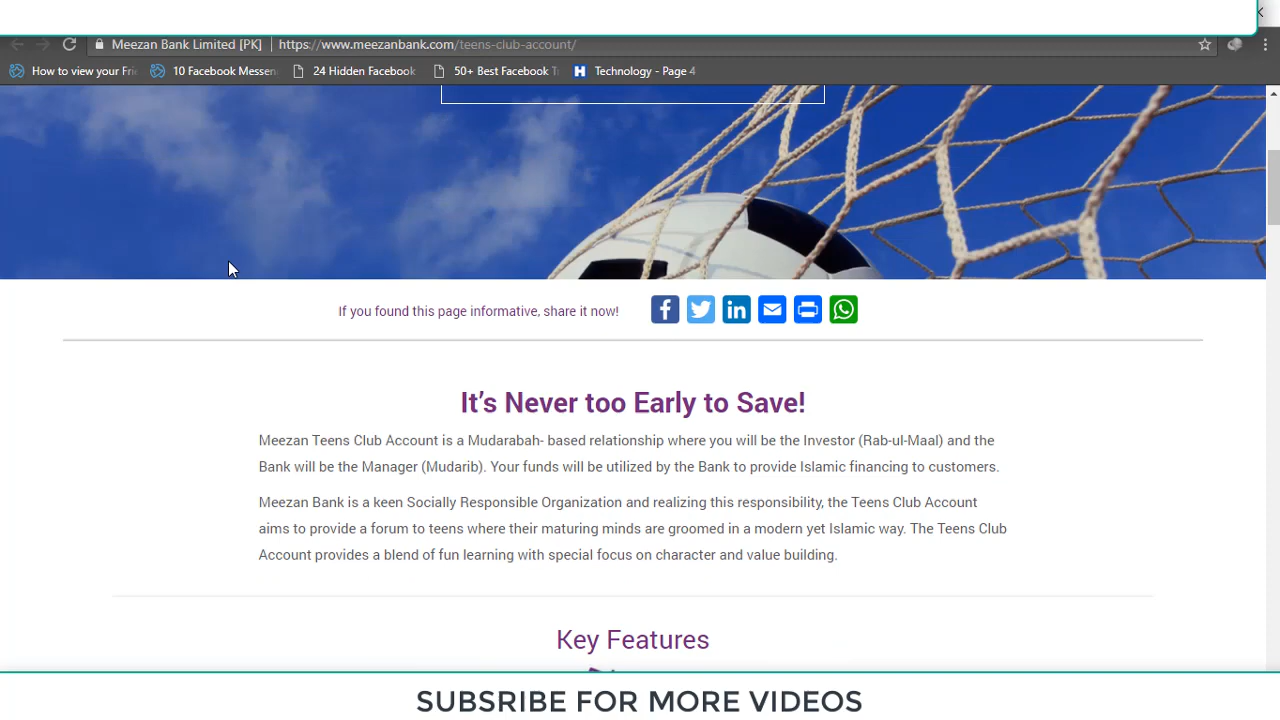 Meezan Bank Limited [PK] https://www.meezanbank.com/teens-club-account/
How to view your Frie 10 Facebook Messen 24 Hidden Facebook 50+ Best Facebook Ti H Technology - Page 4
If you found this page informative, share it now!
It's Never too Early to Save!
Meezan Teens Club Account is a Mudarabah- based relationship where you will be the Investor (Rab-ul-Maal) and the
Bank will be the Manager (Mudarib). Your funds will be utilized by the Bank to provide Islamic financing to customers.
Meezan Bank is a keen Socially Responsible Organization and realizing this responsibility, the Teens Club Account
aims to provide a forum to teens where their maturing minds are groomed in a modern yet Islamic way. The Teens Club
Account provides a blend of fun learning with special focus on character and value building.
Key Features
SUBSRIBE FOR MORE VIDEOS